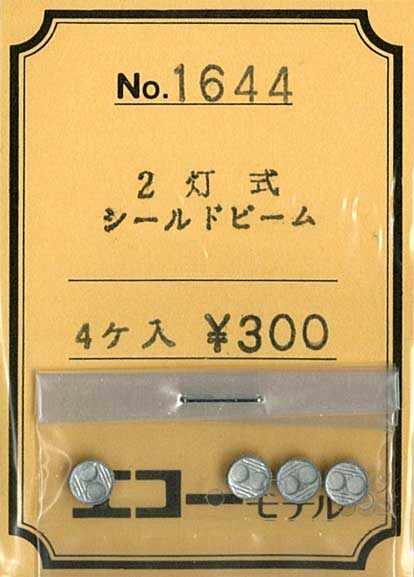 No. 1644
2灯式
シールドビーム
4ケ入 ¥300
エコーモデル